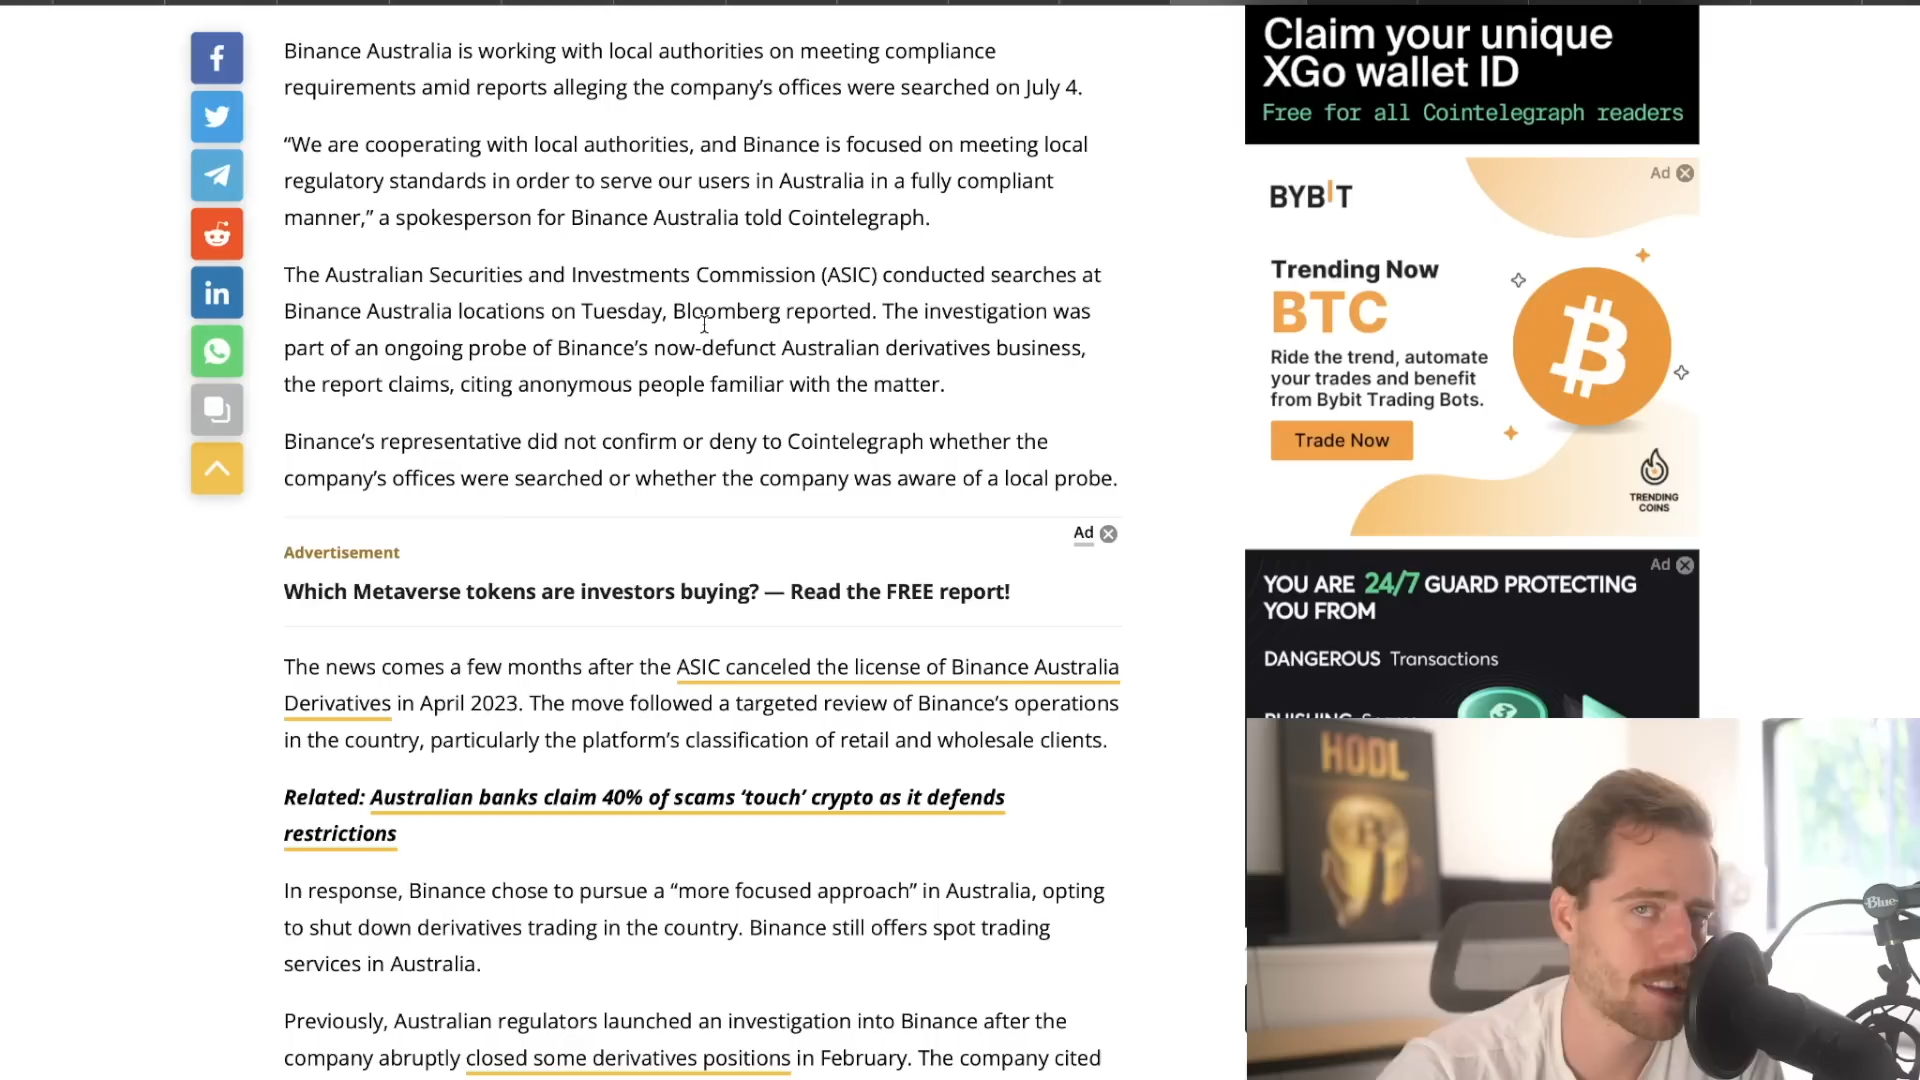 Binance Australia is working with local authorities on meeting compliance
requirements amid reports alleging the company’s offices were searched on July 4.
“We are cooperating with local authorities, and Binance is focused on meeting local
regulatory standards in order to serve our users in Australia in a fully compliant
manner,” a spokesperson for Binance Australia told Cointelegraph.
The Australian Securities and Investments Commission (ASIC) conducted searches at
Binance Australia locations on Tuesday, Bloomberg reported. The investigation was
part of an ongoing probe of Binance’s now-defunct Australian derivatives business,
the report claims, citing anonymous people familiar with the matter.
Binance’s representative did not confirm or deny to Cointelegraph whether the
company’s offices were searched or whether the company was aware of a local probe.
Ad
Advertisement
Which Metaverse tokens are investors buying? — Read the FREE report!
The news comes a few months after the ASIC canceled the license of Binance Australia
Derivatives in April 2023. The move followed a targeted review of Binance’s operations
in the country, particularly the platform’s classification of retail and wholesale clients.
Related: Australian banks claim 40% of scams ‘touch’ crypto as it defends
restrictions
In response, Binance chose to pursue a “more focused approach” in Australia, opting
to shut down derivatives trading in the country. Binance still offers spot trading
services in Australia.
Previously, Australian regulators launched an investigation into Binance after the
company abruptly closed some derivatives positions in February. The company cited
Claim your unique
XGo wallet ID
Free for all Cointelegraph readers
Ad
BYBIT
Trending Now
BTC
Ride the trend, automate
your trades and benefit
from Bybit Trading Bots.
Trade Now
TRENDING
COINS
Ad
YOU ARE 24/7 GUARD PROTECTING
YOU FROM
DANGEROUS Transactions
HODL
Blue